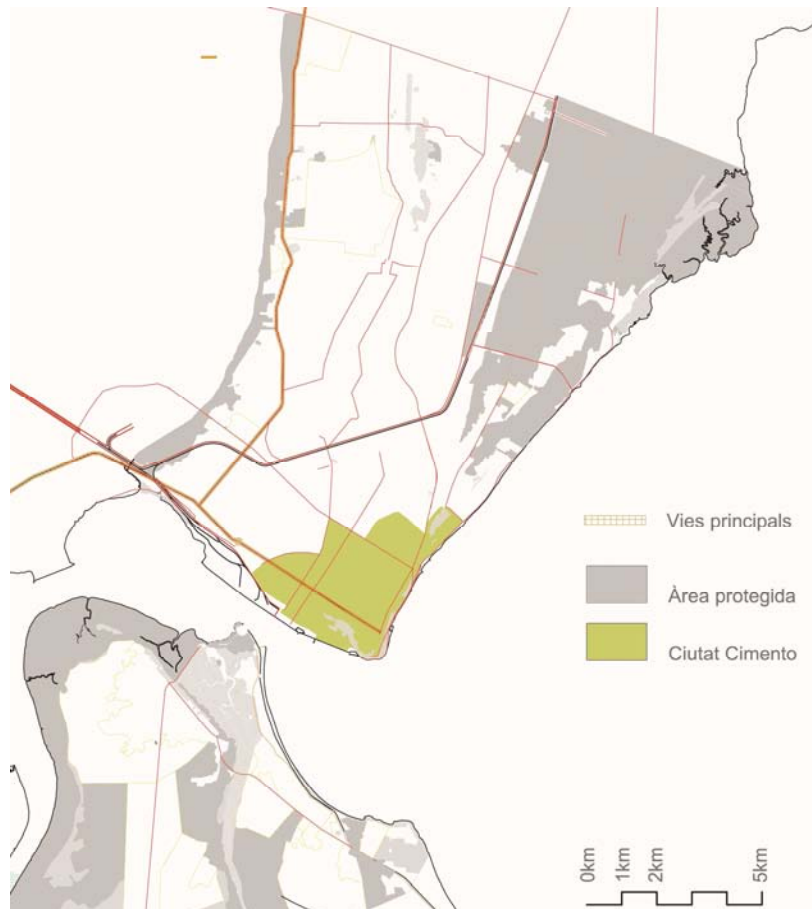 Vies principals
Àrea protegida
Ciutat Cimento
0km
1km
2km
5km